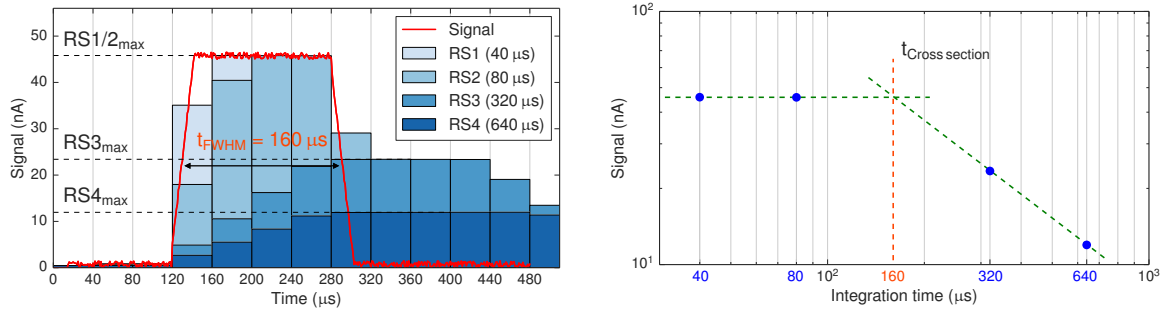 50
40
30
20
10
0
Signal (nA)
RS1/2max
RS3max
RS4max
tFWHM = 160 μs
Signal
RS1 (40 μs)
RS2 (80 μs)
RS3 (320 μs)
RS4 (640 μs)
0 40 80 120 160 200 240 280 320 360 400 440 480
Time (μs)
10²
10¹
Signal (nA)
tCross section
40 80 10² 160 320 640 10³
Integration time (μs)